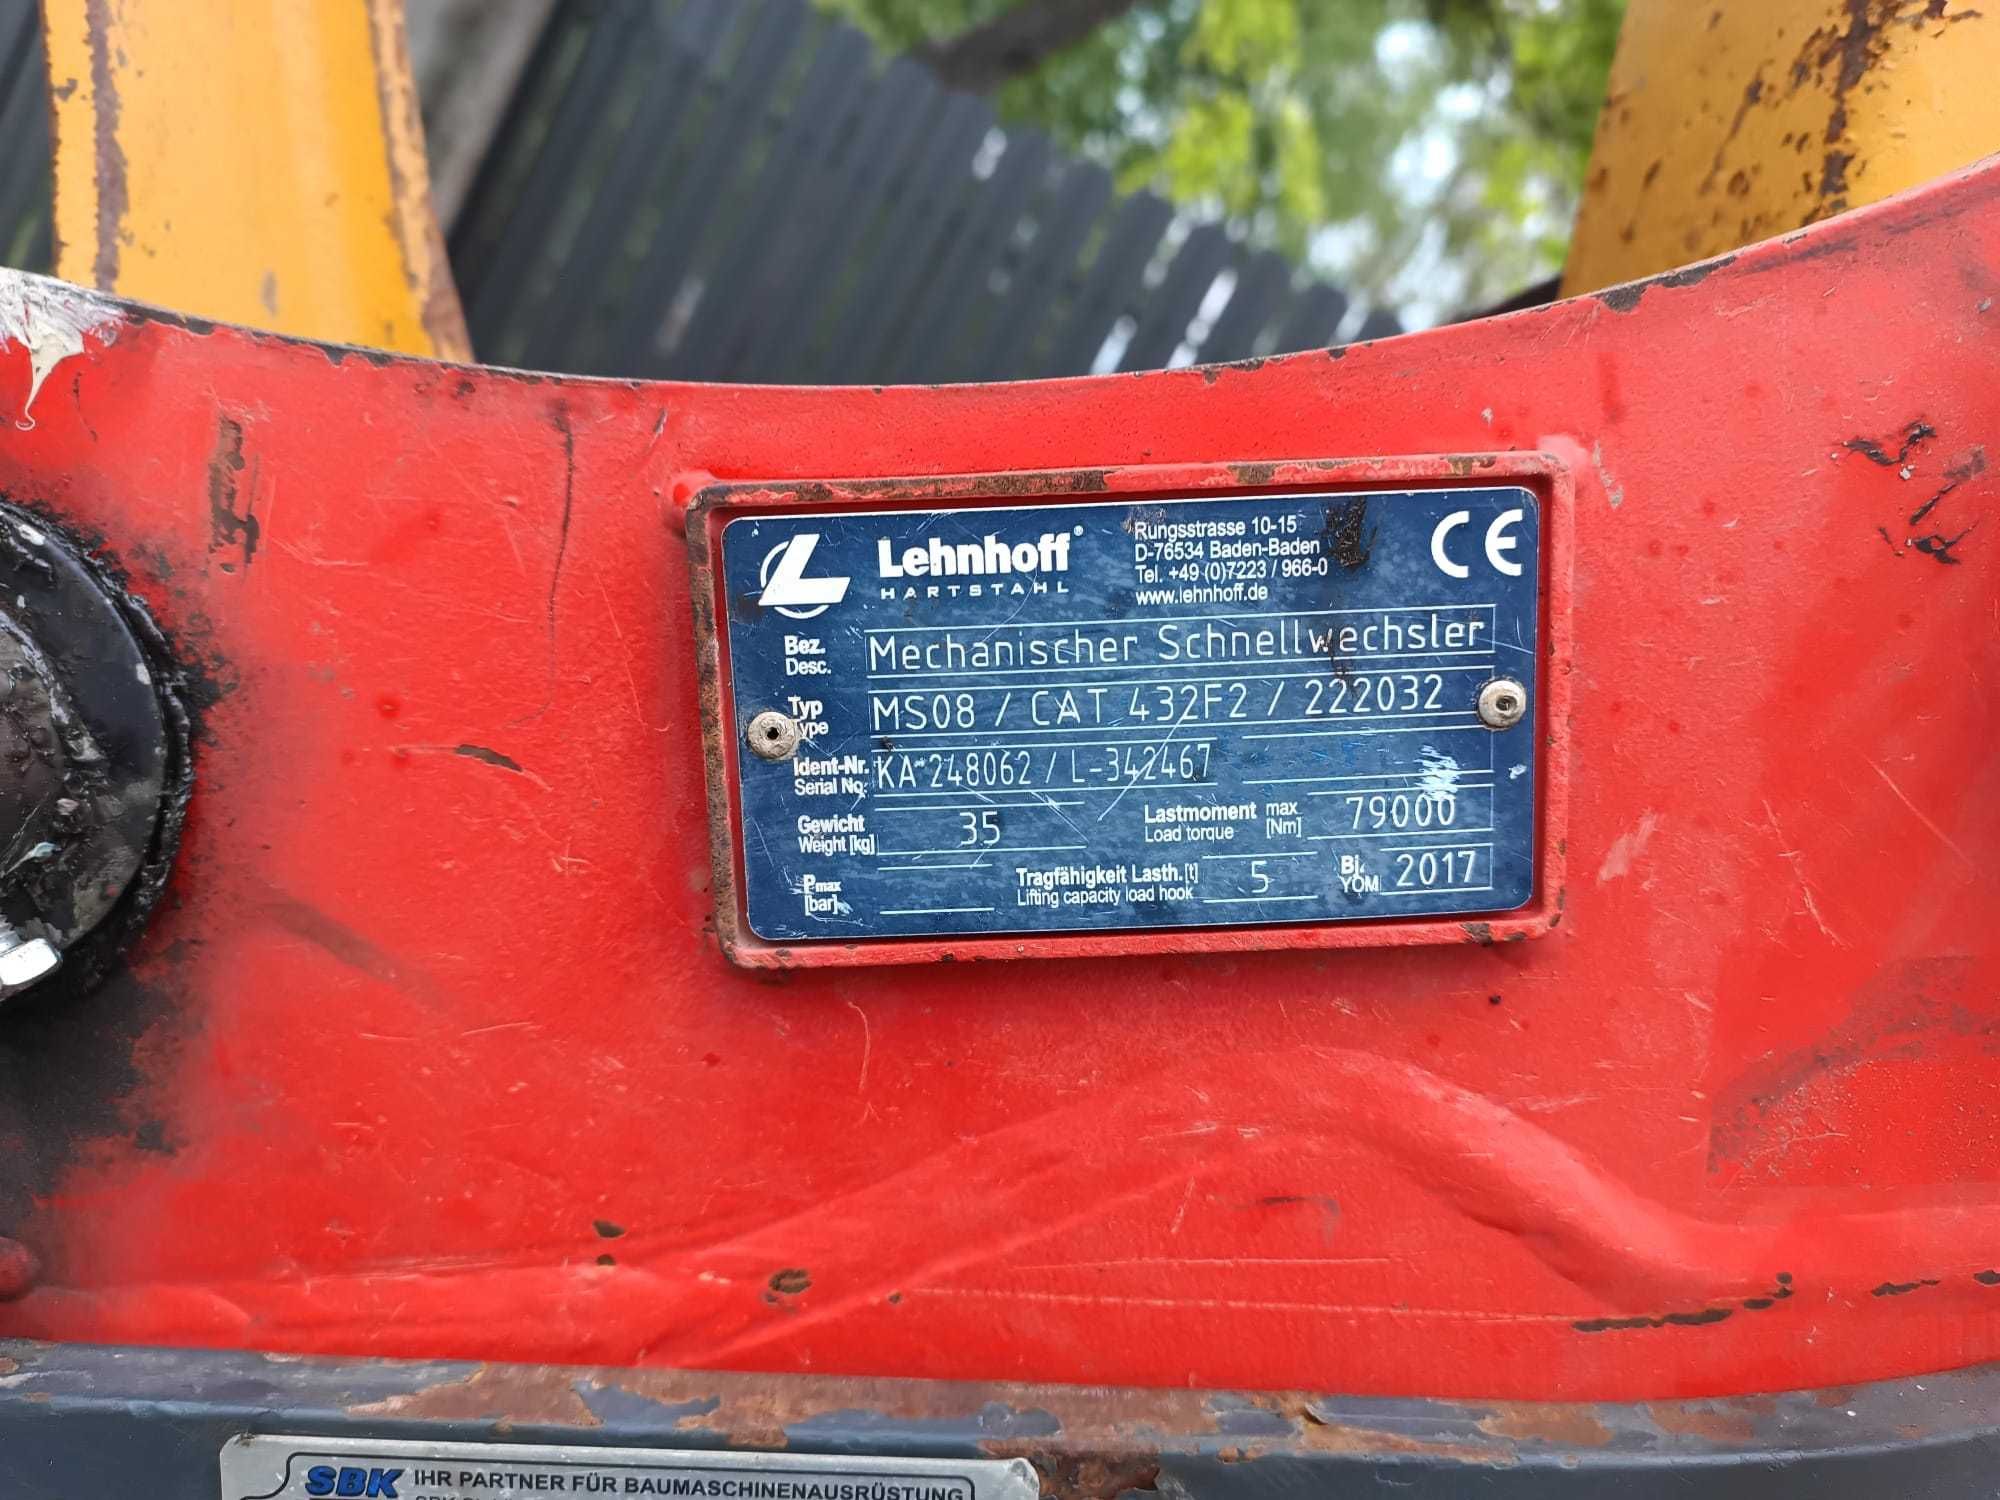 Lehnhoff®
HARTSTAHL
Rungsstrasse 10-15
D-76534 Baden-Baden
Tel. +49 (0)7223 / 966-0
www.lehnhoff.de
CE
Bez.
Desc.
Mechanischer Schnellwechsler
Typ
Type
MS08 / CAT 432F2 / 222032
Ident-Nr.
Serial No.
KA 248062 / L-342467
Gewicht
Weight [kg]
35
Lastmoment max
Load torque [Nm]
79000
Pmax
[bar]
Tragfähigkeit Lasth. [t]
Lifting capacity load hook
5
Bj.
YOM
2017
SBK IHR PARTNER FÜR BAUMASCHINENAUSRÜSTUNG